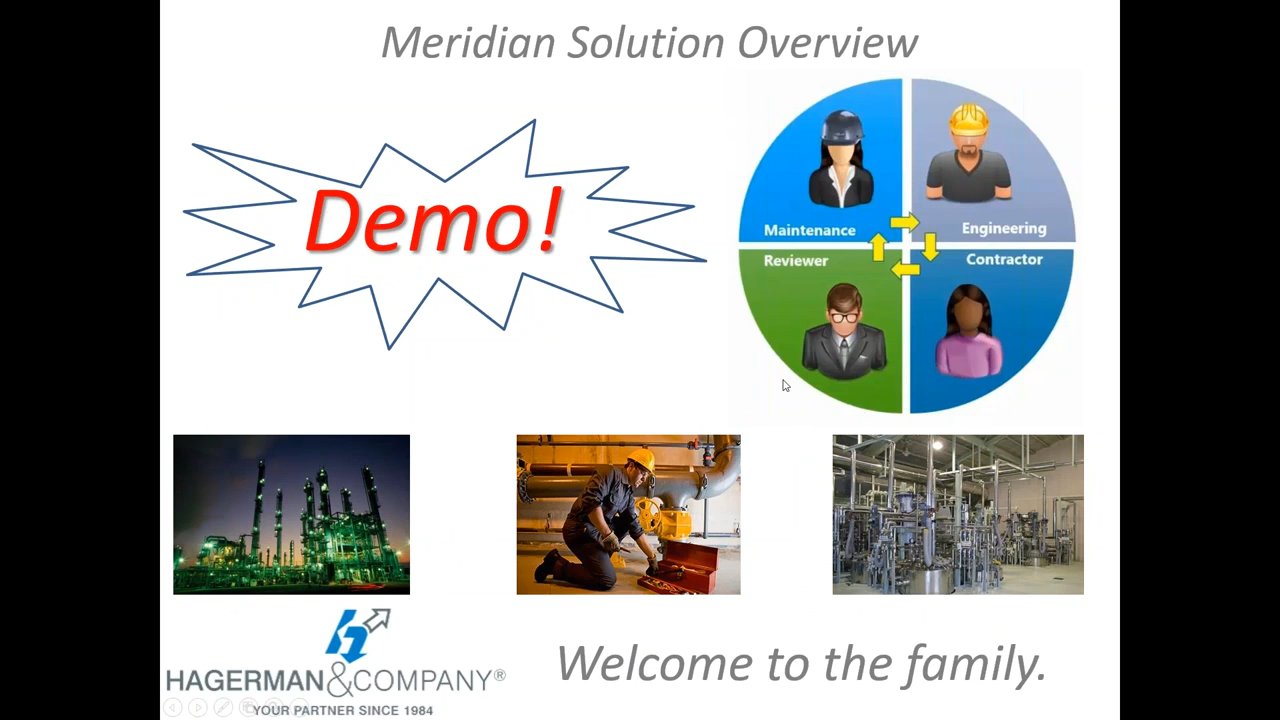 Meridian Solution Overview
Demo!
Maintenance
Engineering
Reviewer
Contractor
HAGERMAN&COMPANY®
YOUR PARTNER SINCE 1984
Welcome to the family.